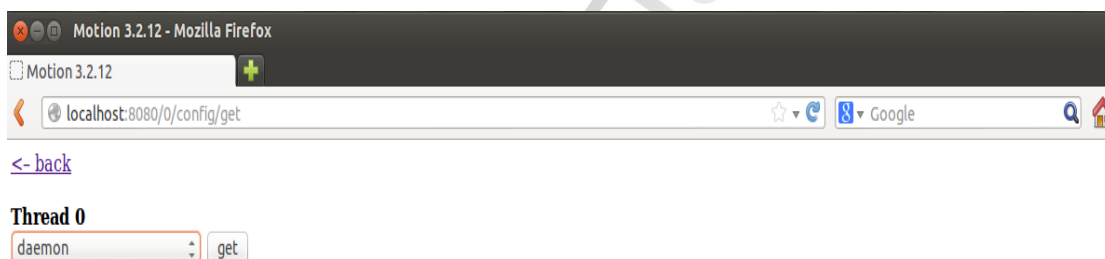 Motion 3.2.12 - Mozilla Firefox
Motion 3.2.12
localhost:8080/0/config/get
8 Google
<- back
Thread 0
daemon get